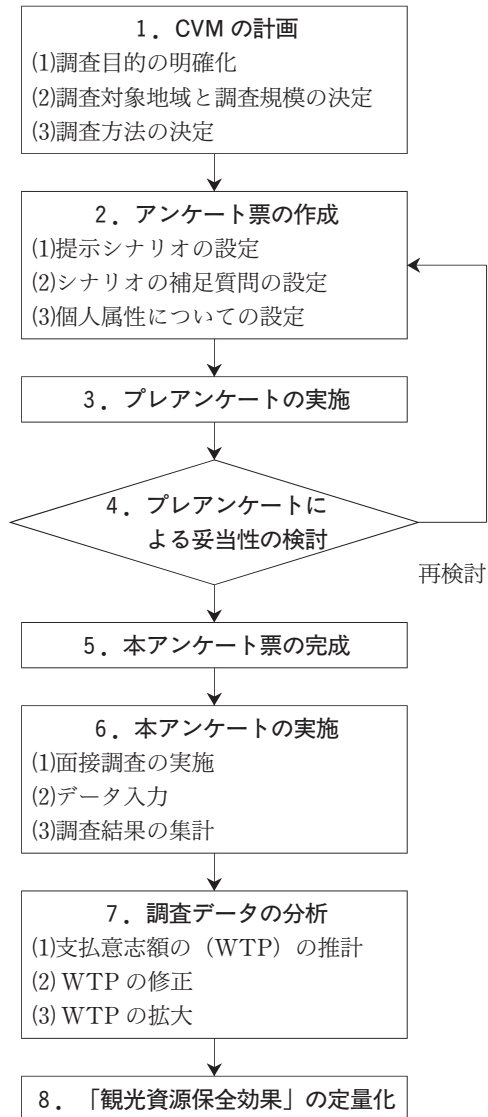 1．CVM の計画
(1)調査目的の明確化
(2)調査対象地域と調査規模の決定
(3)調査方法の決定
2．アンケート票の作成
(1)提示シナリオの設定
(2)シナリオの補足質問の設定
(3)個人属性についての設定
3．プレアンケートの実施
4．プレアンケートに
よる妥当性の検討
再検討
5．本アンケート票の完成
6．本アンケートの実施
(1)面接調査の実施
(2)データ入力
(3)調査結果の集計
7．調査データの分析
(1)支払意志額の（WTP）の推計
(2) WTP の修正
(3) WTP の拡大
8．「観光資源保全効果」の定量化